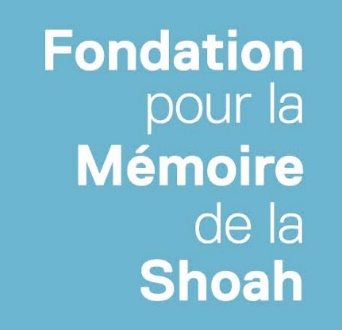 Fondation
pour la
Mémoire
de la
Shoah